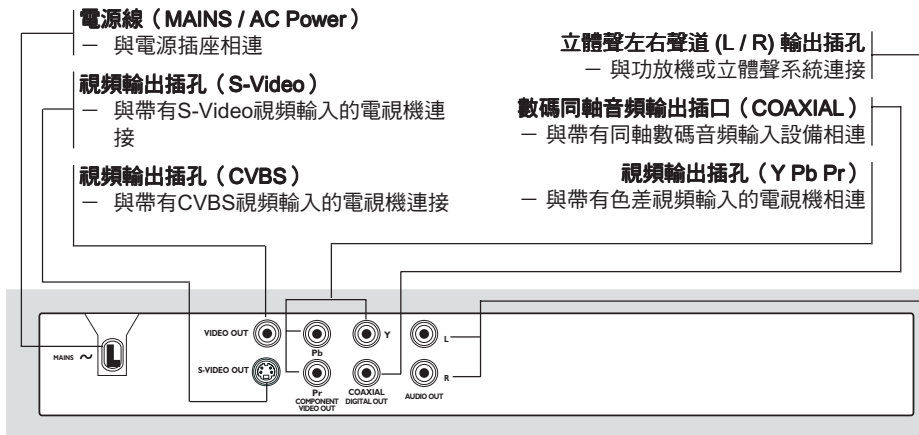 電源線（MAINS / AC Power）
－ 與電源插座相連
視頻輸出插孔（S-Video）
－ 與帶有S-Video視頻輸入的電視機連
接
視頻輸出插孔（CVBS）
－ 與帶有CVBS視頻輸入的電視機連接
立體聲左右聲道 (L / R) 輸出插孔
－ 與功放機或立體聲系統連接
數碼同軸音頻輸出插口（COAXIAL）
－ 與帶有同軸數碼音頻輸入設備相連
視頻輸出插孔（Y Pb Pr）
－ 與帶有色差視頻輸入的電視機相連
MAINS ～
VIDEO OUT
S-VIDEO OUT
Pb
Pr
COMPONENT
VIDEO OUT
Y
COAXIAL
DIGITAL OUT
L
R
AUDIO OUT